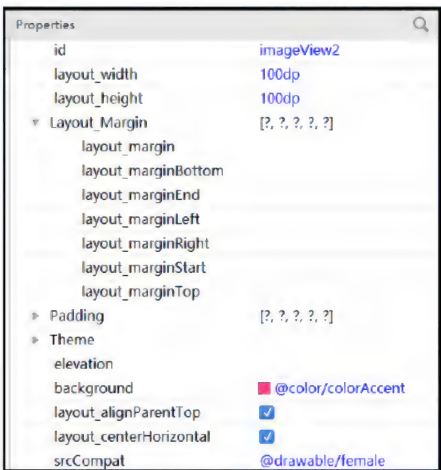 Properties
id imageView2
layout_width 100dp
layout_height 100dp
Layout_Margin [?, ?, ?, ?, ?]
layout_margin
layout_marginBottom
layout_marginEnd
layout_marginLeft
layout_marginRight
layout_marginStart
layout_marginTop
Padding [?, ?, ?, ?, ?]
Theme
elevation
background @color/colorAccent
layout_alignParentTop
layout_centerHorizontal
srcCompat @drawable/female